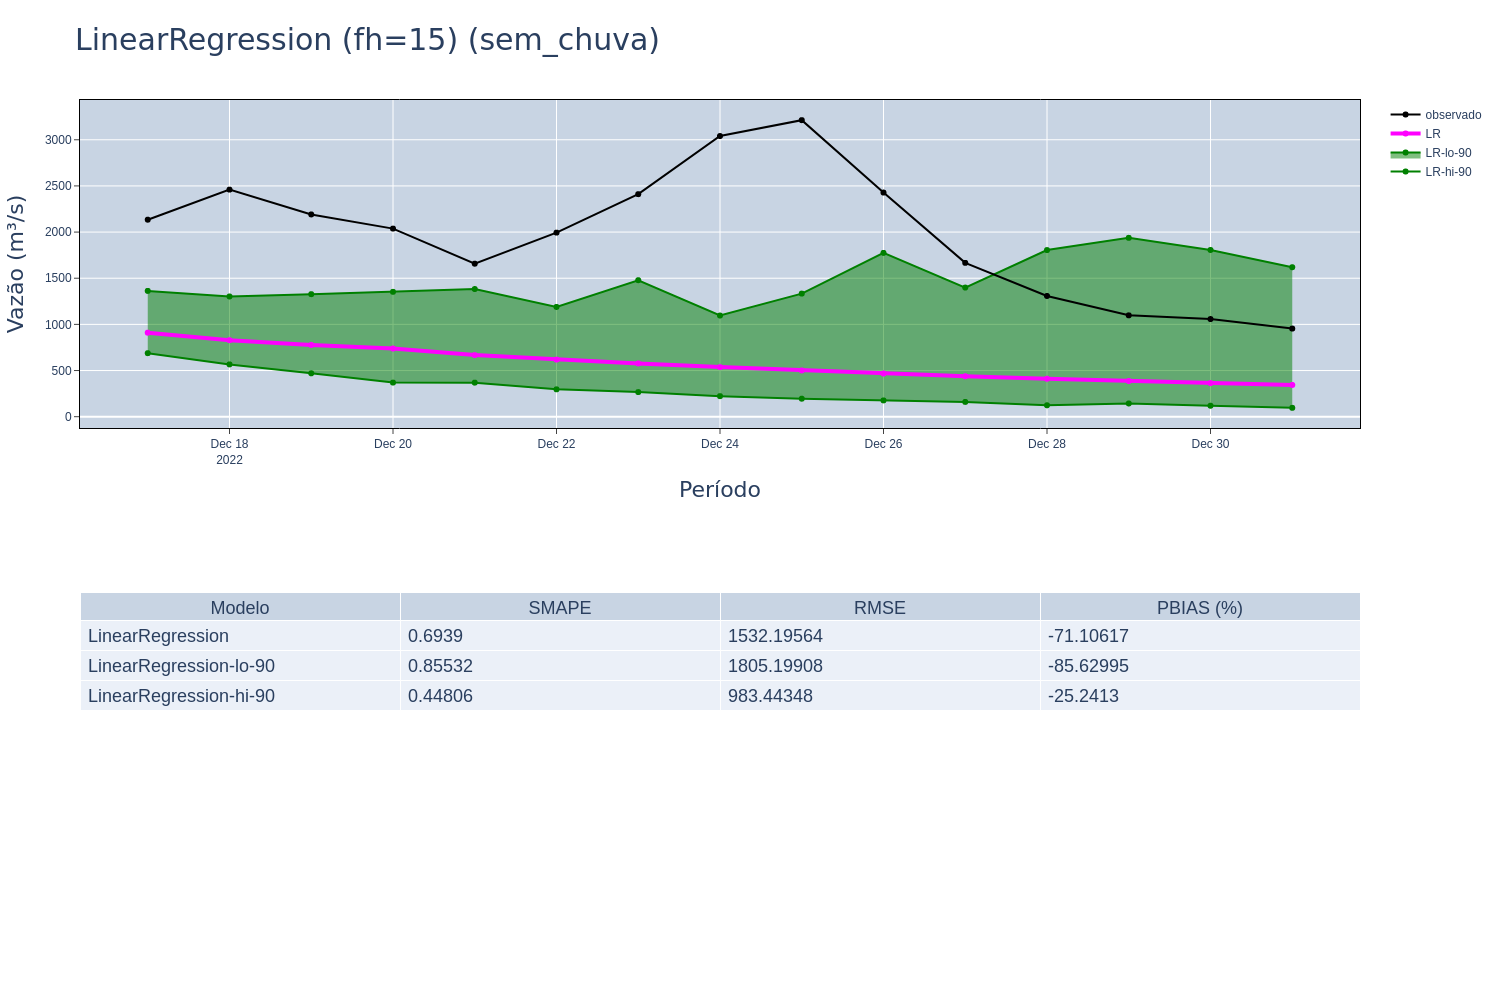 LinearRegression (fh=15) (sem_chuva)
observado
LR
LR-lo-90
LR-hi-90
Vazão (m³/s)
3000
2500
2000
1500
1000
500
0
Dec 18
2022
Dec 20
Dec 22
Dec 24
Dec 26
Dec 28
Dec 30
Período
Modelo SMAPE RMSE PBIAS (%)
LinearRegression 0.6939 1532.19564 -71.10617
LinearRegression-lo-90 0.85532 1805.19908 -85.62995
LinearRegression-hi-90 0.44806 983.44348 -25.2413